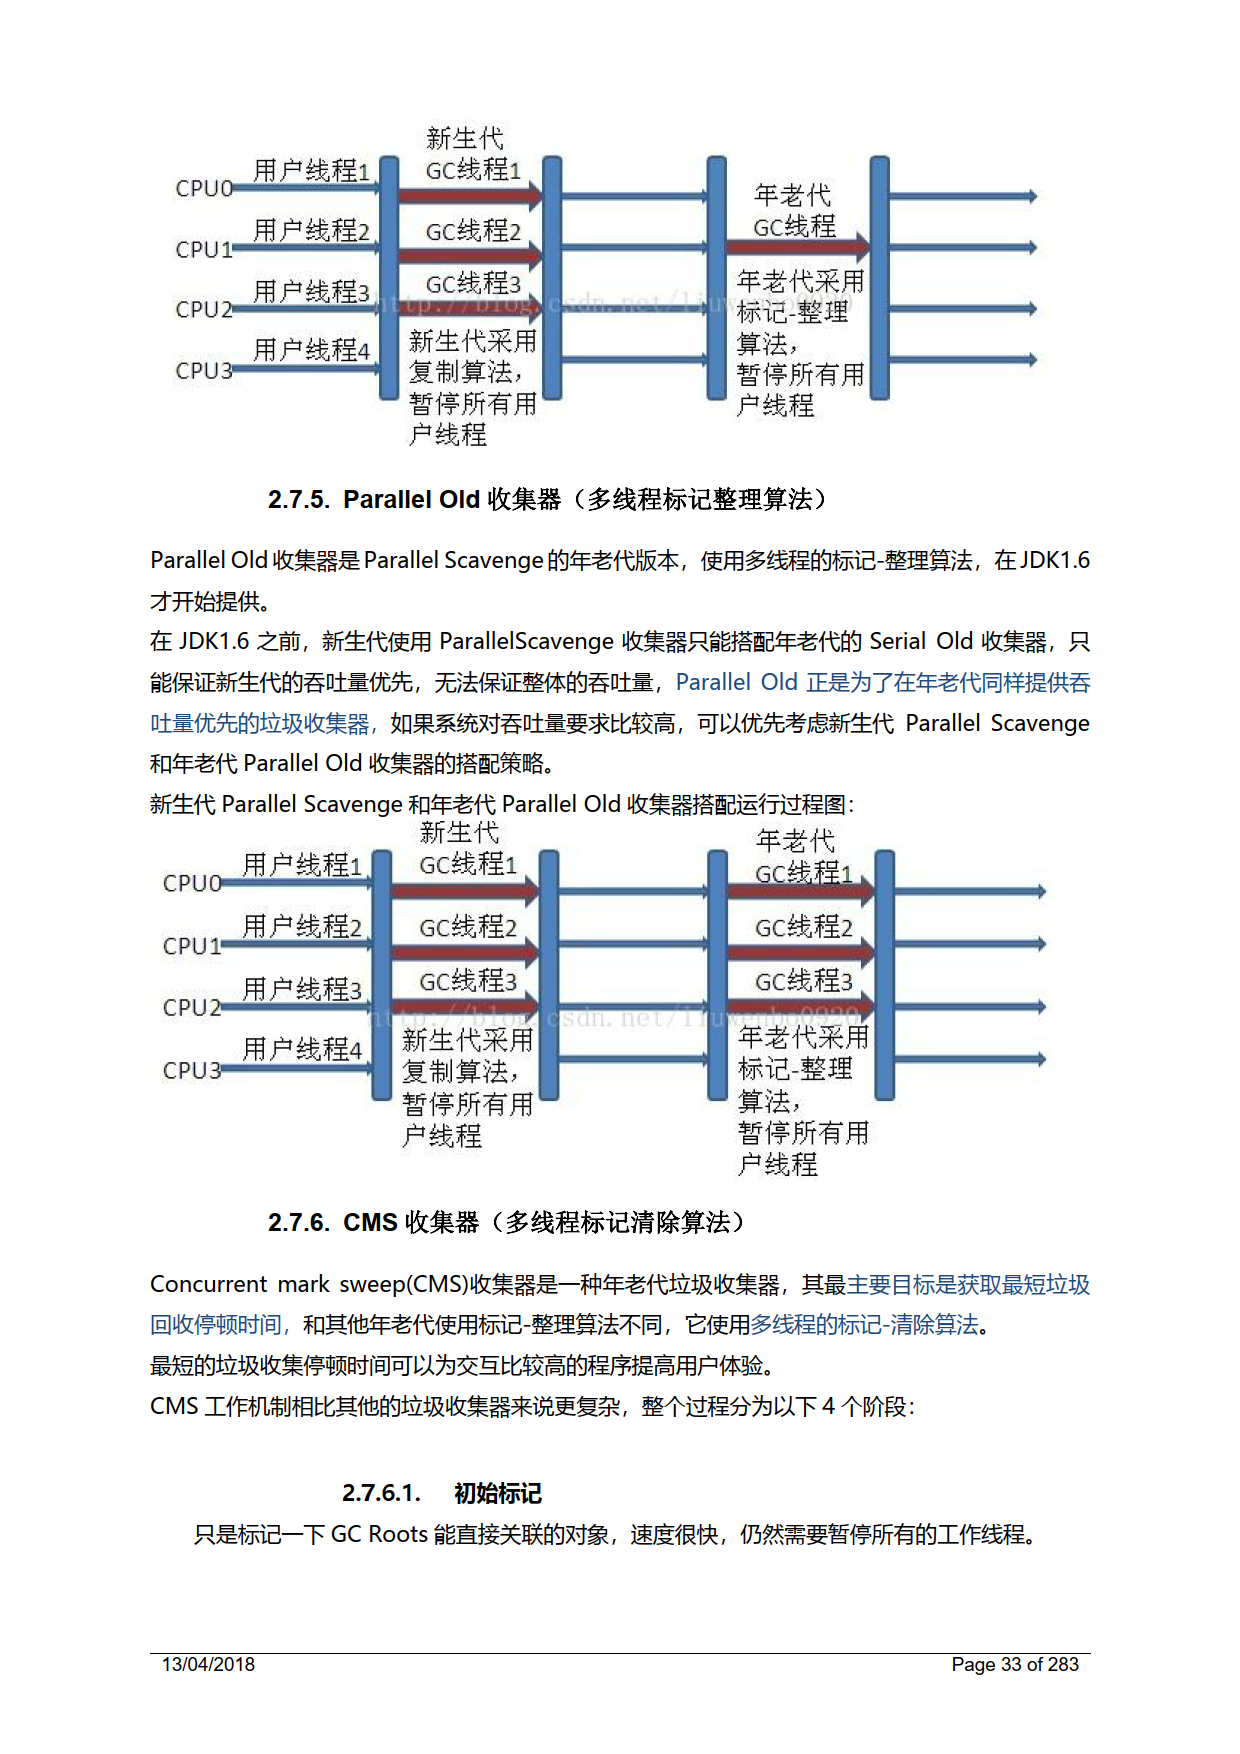 新生代
用户线程1 GC线程1
CPU0
年老代
用户线程2 GC线程2 GC线程
CPU1
用户线程3 GC线程3
CPU2
http://blog.csdn.net/liuwenbo0920
用户线程4
CPU3
新生代采用
复制算法，
暂停所有用
户线程
年老代采用
标记-整理
算法，
暂停所有用
户线程
2.7.5. Parallel Old 收集器（多线程标记整理算法）
Parallel Old 收集器是 Parallel Scavenge 的年老代版本，使用多线程的标记-整理算法，在 JDK1.6
才开始提供。
在 JDK1.6 之前，新生代使用 ParallelScavenge 收集器只能搭配年老代的 Serial Old 收集器，只
能保证新生代的吞吐量优先，无法保证整体的吞吐量，Parallel Old 正是为了在年老代同样提供吞
吐量优先的垃圾收集器，如果系统对吞吐量要求比较高，可以优先考虑新生代 Parallel Scavenge
和年老代 Parallel Old 收集器的搭配策略。
新生代 Parallel Scavenge 和年老代 Parallel Old 收集器搭配运行过程图：
新生代 年老代
用户线程1 GC线程1 GC线程1
CPU0
用户线程2 GC线程2 GC线程2
CPU1
用户线程3 GC线程3 GC线程3
CPU2
http://blog.csdn.net/liuwenbo0920
用户线程4
CPU3
新生代采用
复制算法，
暂停所有用
户线程
年老代采用
标记-整理
算法，
暂停所有用
户线程
2.7.6. CMS 收集器（多线程标记清除算法）
Concurrent mark sweep(CMS)收集器是一种年老代垃圾收集器，其最主要目标是获取最短垃圾
回收停顿时间，和其他年老代使用标记-整理算法不同，它使用多线程的标记-清除算法。
最短的垃圾收集停顿时间可以为交互比较高的程序提高用户体验。
CMS 工作机制相比其他的垃圾收集器来说更复杂，整个过程分为以下 4 个阶段：
2.7.6.1. 初始标记
只是标记一下 GC Roots 能直接关联的对象，速度很快，仍然需要暂停所有的工作线程。
13/04/2018 Page 33 of 283